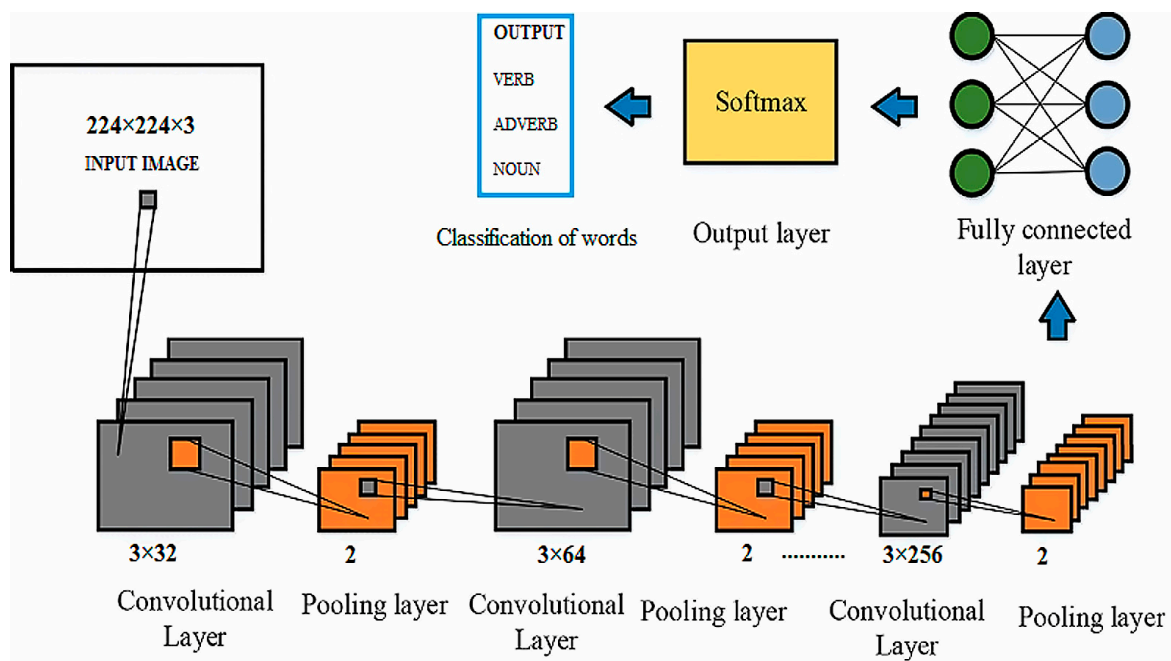 224×224×3
INPUT IMAGE
OUTPUT
VERB
ADVERB
NOUN
Classification of words
Softmax
Output layer
Fully connected
layer
3×32
2
3×64
2
...........
3×256
2
Convolutional
Layer
Pooling layer
Convolutional
Layer
Pooling layer
Convolutional
Layer
Pooling layer